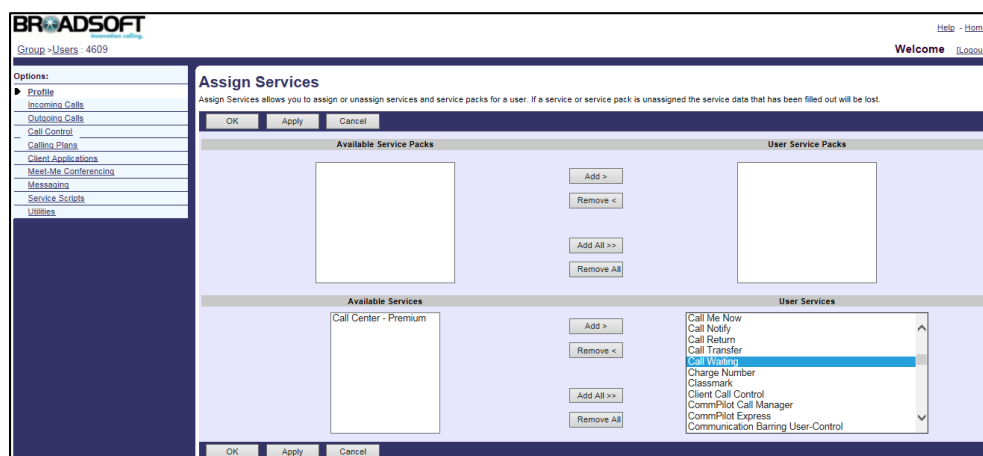 BROADSOFT
innovation calling.
Help - Hom
Group >Users : 4609
Welcome [Logou
Options:
Profile
Incoming Calls
Outgoing Calls
Call Control
Calling Plans
Client Applications
Meet-Me Conferencing
Messaging
Service Scripts
Utilities
Assign Services
Assign Services allows you to assign or unassign services and service packs for a user. If a service or service pack is unassigned the service data that has been filled out will be lost.
OK Apply Cancel
Available Service Packs User Service Packs
Add >
Remove <
Add All >>
Remove All
Available Services User Services
Call Center - Premium
Add >
Remove <
Add All >>
Remove All
Call Me Now
Call Notify
Call Return
Call Transfer
Call Waiting
Charge Number
Classmark
Client Call Control
CommPilot Call Manager
CommPilot Express
Communication Barring User-Control
OK Apply Cancel